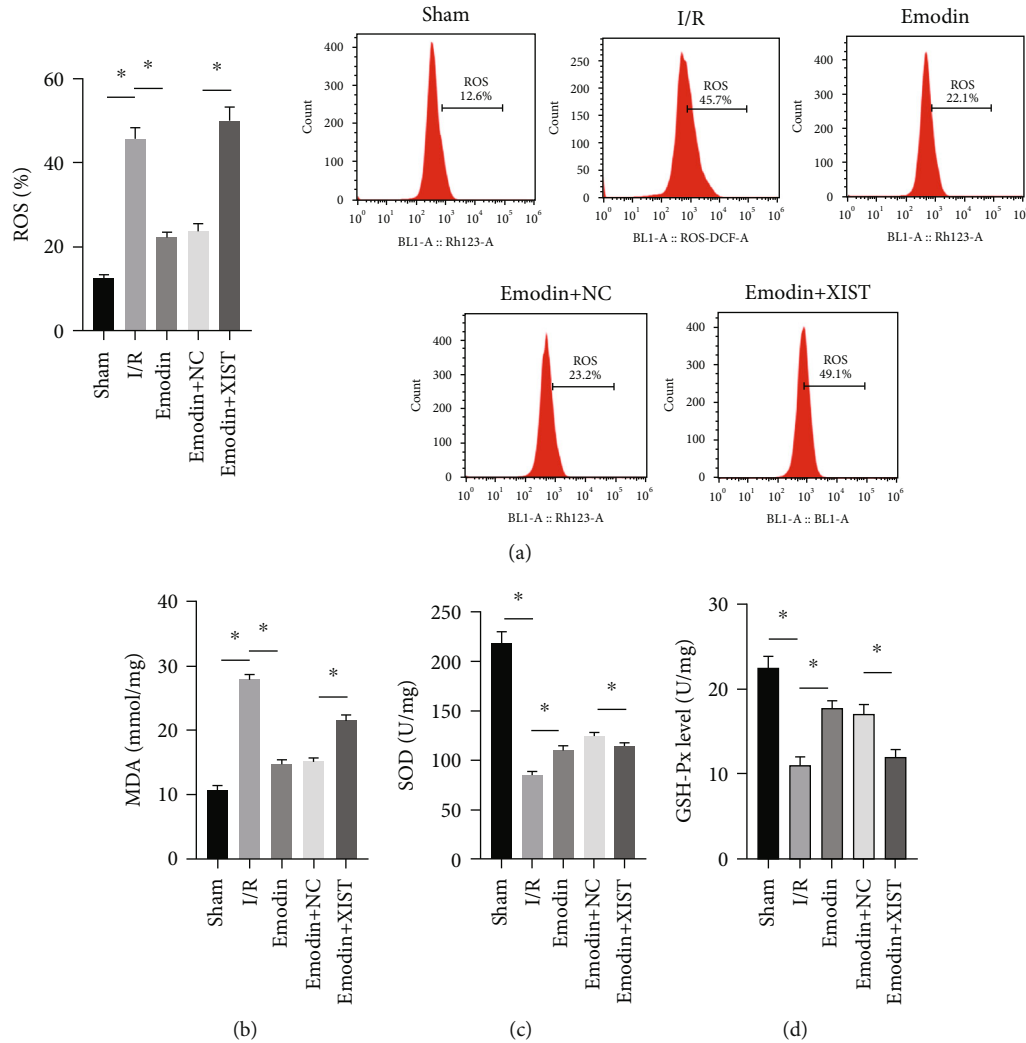 ROS (%)
60
40
20
0
* *
*
Sham
I/R
Emodin
Emodin+NC
Emodin+XIST
Sham
Count
400
300
200
100
0
ROS
12.6%
10^0 10^1 10^2 10^3 10^4 10^5 10^6
BL1-A :: Rh123-A
I/R
Count
250
200
150
100
50
0
ROS
45.7%
10^0 10^1 10^2 10^3 10^4 10^5 10^6
BL1-A :: ROS-DCF-A
Emodin
Count
400
300
200
100
0
ROS
22.1%
10^0 10^1 10^2 10^3 10^4 10^5 10^6
BL1-A :: Rh123-A
Emodin+NC
Count
400
300
200
100
0
ROS
23.2%
10^0 10^1 10^2 10^3 10^4 10^5 10^6
BL1-A :: Rh123-A
Emodin+XIST
Count
400
300
200
100
0
ROS
49.1%
10^0 10^1 10^2 10^3 10^4 10^5 10^6
BL1-A :: BL1-A
(a)
MDA (mmol/mg)
40
30
20
10
0
* *
*
Sham
I/R
Emodin
Emodin+NC
Emodin+XIST
(b)
SOD (U/mg)
250
200
150
100
50
0
*
*
*
Sham
I/R
Emodin
Emodin+NC
Emodin+XIST
(c)
GSH-Px level (U/mg)
30
20
10
0
*
*
*
Sham
I/R
Emodin
Emodin+NC
Emodin+XIST
(d)